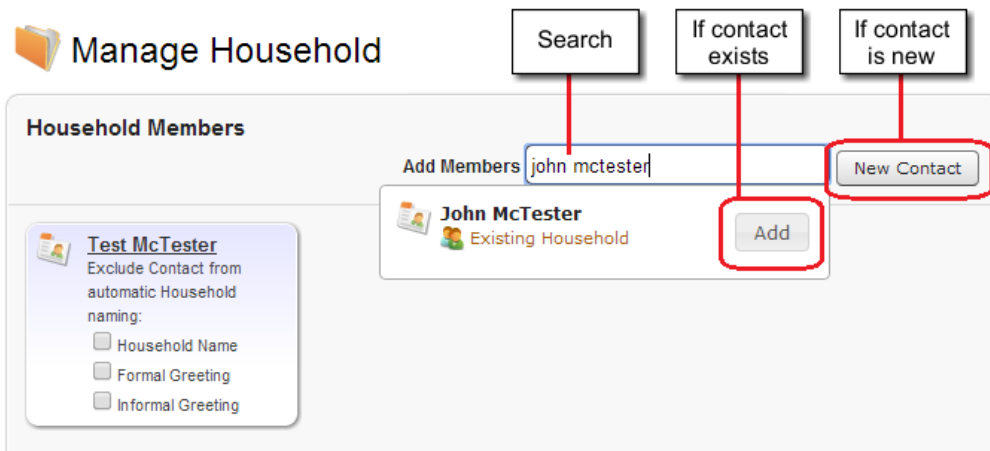 Manage Household
Search
If contact
exists
If contact
is new
Household Members
Add Members john mctester
New Contact
John McTester
Existing Household
Add
Test McTester
Exclude Contact from
automatic Household
naming:
Household Name
Formal Greeting
Informal Greeting